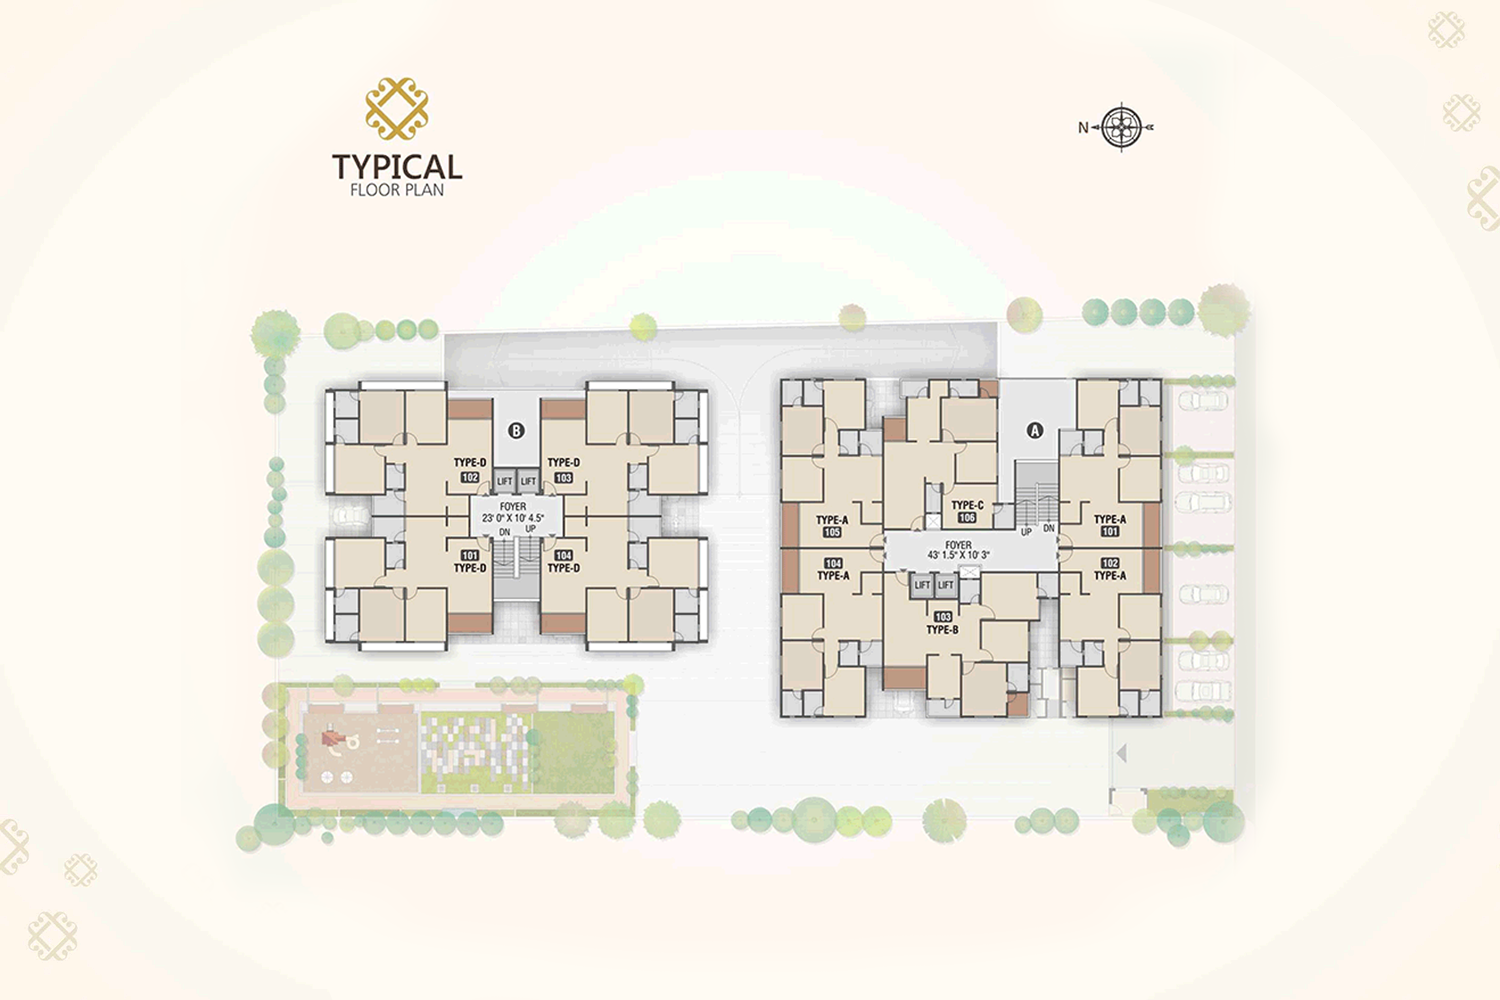 TYPICAL
FLOOR PLAN
N
B
TYPE-D
102
TYPE-D
103
LIFT
LIFT
FOYER
23' 0" X 10' 4.5"
DN
UP
101
TYPE-D
104
TYPE-D
A
TYPE-A
105
TYPE-C
106
TYPE-A
101
UP
DN
FOYER
43' 1.5" X 10' 3"
104
TYPE-A
LIFT
LIFT
103
TYPE-B
102
TYPE-A